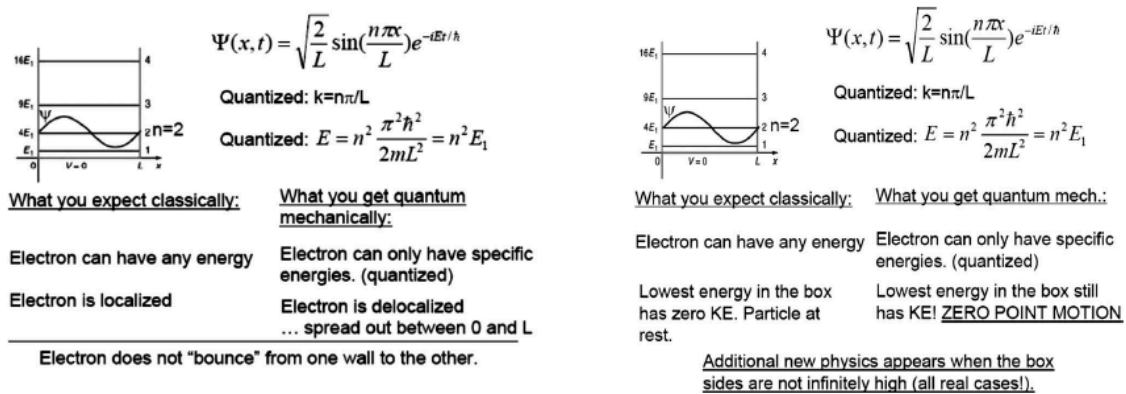 Ψ(x,t) = √(2/L) sin(nπx/L)e^(-iEt/ħ)
16E₁ 4
9E₁ 3
Ψ
4E₁ 2 n=2
E₁ 1
0 V=0 L x
Quantized: k=nπ/L
Quantized: E = n² π²ħ²/2mL² = n²E₁
What you expect classically:
What you get quantum
mechanically:
Electron can have any energy
Electron can only have specific
energies. (quantized)
Electron is localized
Electron is delocalized
... spread out between 0 and L
Electron does not "bounce" from one wall to the other.
Ψ(x,t) = √(2/L) sin(nπx/L)e^(-iEt/ħ)
16E₁ 4
9E₁ 3
Ψ
4E₁ 2 n=2
E₁ 1
0 V=0 L x
Quantized: k=nπ/L
Quantized: E = n² π²ħ²/2mL² = n²E₁
What you expect classically:
What you get quantum mech.:
Electron can have any energy
Electron can only have specific
energies. (quantized)
Lowest energy in the box
has zero KE. Particle at
rest.
Lowest energy in the box still
has KE! ZERO POINT MOTION
Additional new physics appears when the box
sides are not infinitely high (all real cases!).